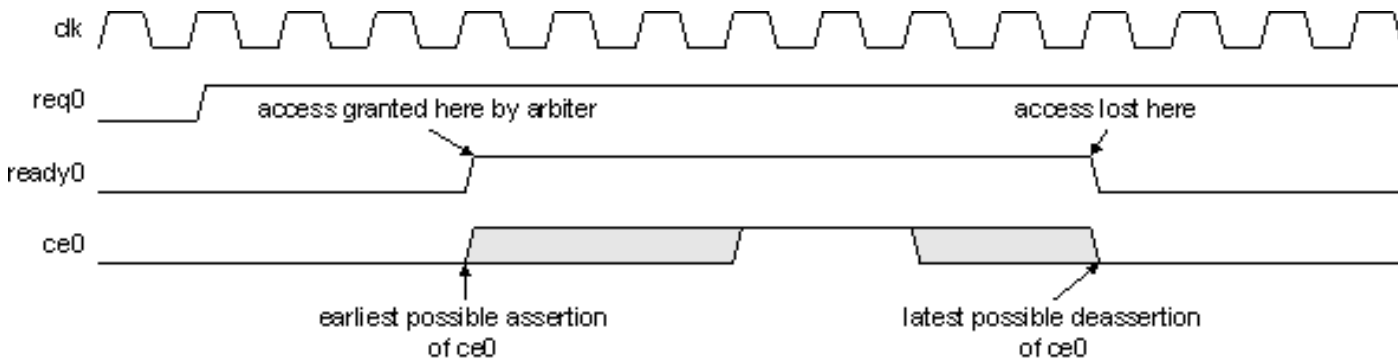 clk
req0
access granted here by arbiter
access lost here
ready0
ce0
earliest possible assertion
of ce0
latest possible deassertion
of ce0